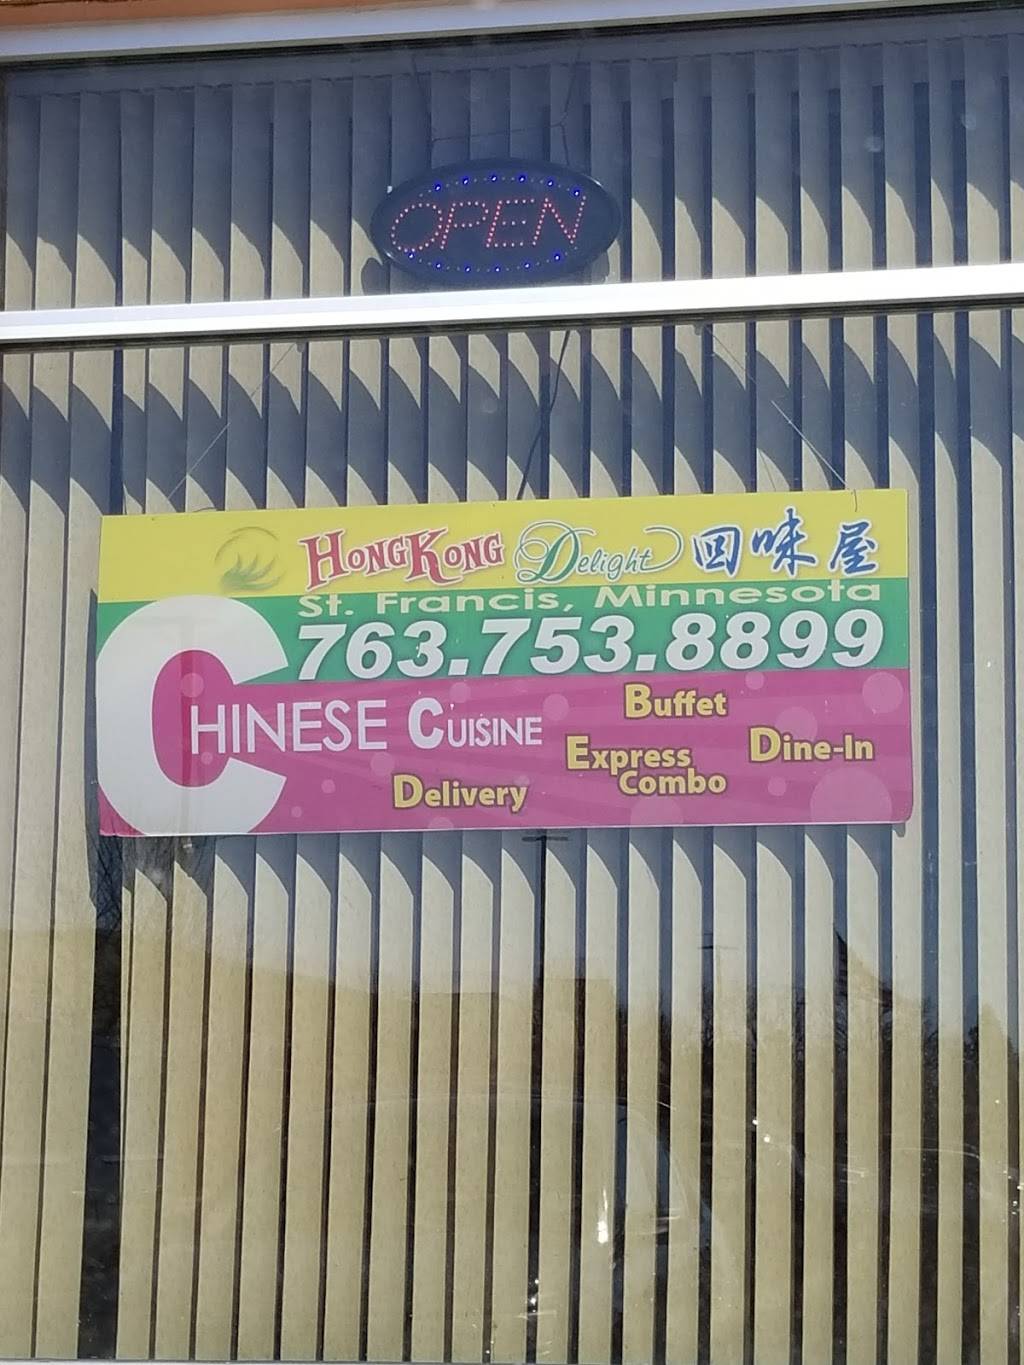 OPEN
HONGKONG Delight 回味屋
St. Francis, Minnesota
763.753.8899
CHINESE CUISINE
Buffet
Express Combo
Dine-In
Delivery